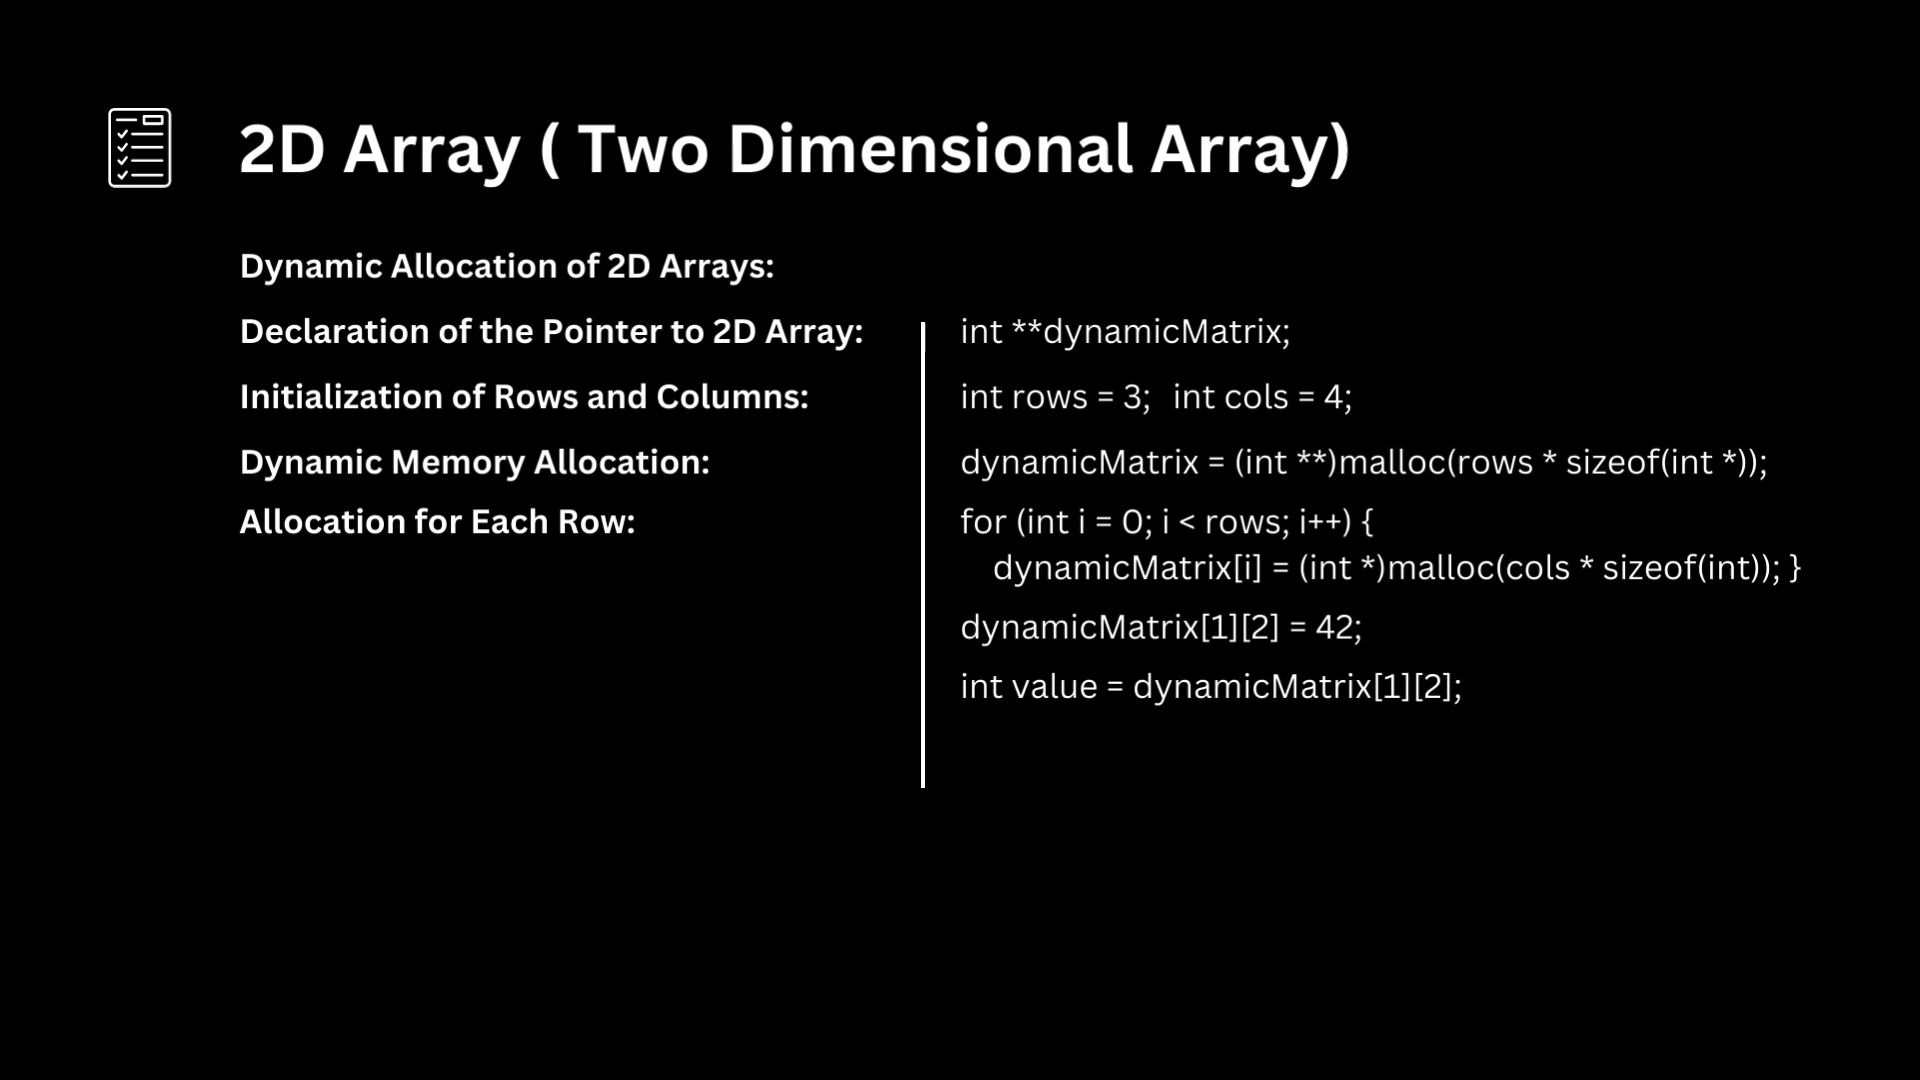 2D Array ( Two Dimensional Array)
Dynamic Allocation of 2D Arrays:
Declaration of the Pointer to 2D Array:
int **dynamicMatrix;
Initialization of Rows and Columns:
int rows = 3;   int cols = 4;
Dynamic Memory Allocation:
dynamicMatrix = (int **)malloc(rows * sizeof(int *));
Allocation for Each Row:
for (int i = 0; i < rows; i++) {
dynamicMatrix[i] = (int *)malloc(cols * sizeof(int)); }
dynamicMatrix[1][2] = 42;
int value = dynamicMatrix[1][2];